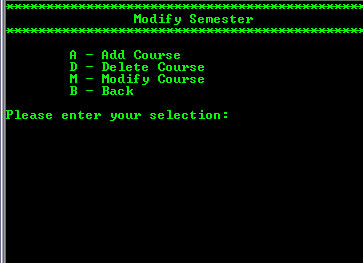 ***********************************************
Modify Semester
***********************************************
A - Add Course
D - Delete Course
M - Modify Course
B - Back
Please enter your selection: